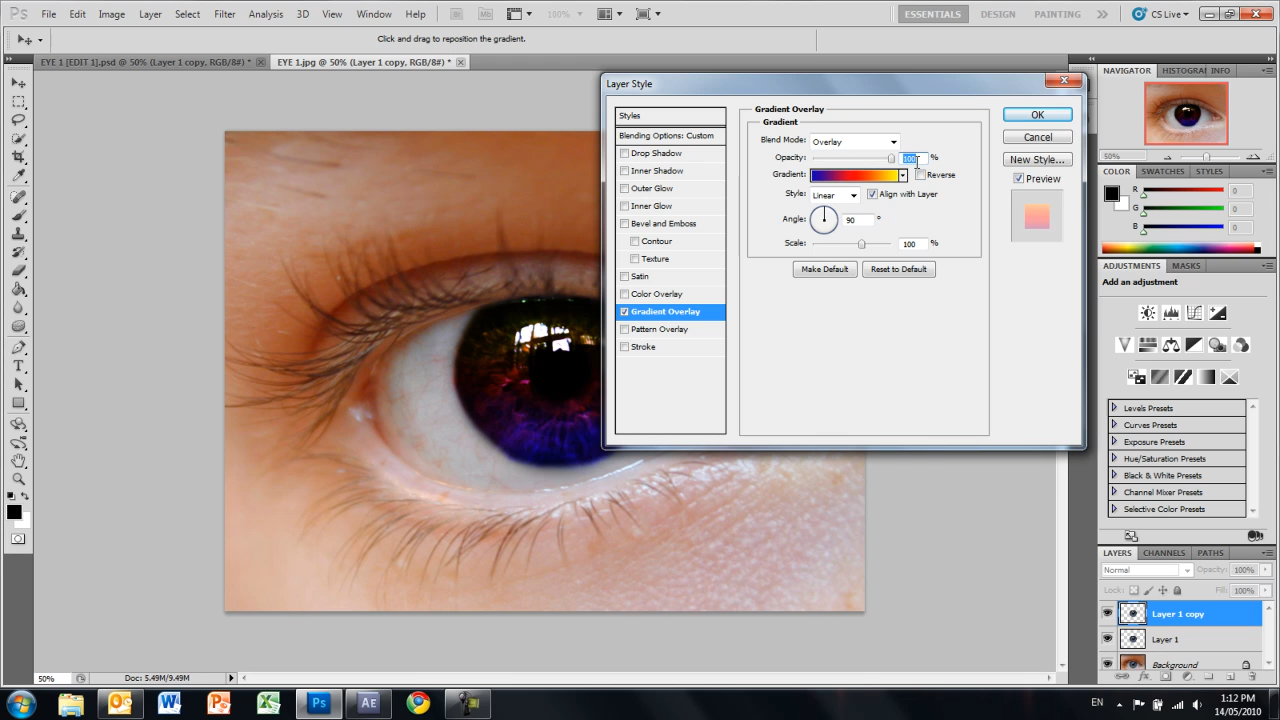 Ps File Edit Image Layer Select Filter Analysis 3D View Window Help Br Mb 100% ESSENTIALS DESIGN PAINTING CS Live
Click and drag to reposition the gradient.
EYE 1 [EDIT 1].psd @ 50% (Layer 1 copy, RGB/8#) * EYE 1.jpg @ 50% (Layer 1 copy, RGB/8#) *
Layer Style
Styles
Blending Options: Custom
Drop Shadow
Inner Shadow
Outer Glow
Inner Glow
Bevel and Emboss
Contour
Texture
Satin
Color Overlay
Gradient Overlay
Pattern Overlay
Stroke
Gradient Overlay
Gradient
Blend Mode: Overlay
Opacity: 100 %
Gradient: Reverse
Style: Linear Align with Layer
Angle: 90 °
Scale: 100 %
Make Default Reset to Default
OK
Cancel
New Style...
Preview
NAVIGATOR HISTOGRAI INFO
50%
COLOR SWATCHES STYLES
R 0
G 0
B 0
ADJUSTMENTS MASKS
Add an adjustment
Levels Presets
Curves Presets
Exposure Presets
Hue/Saturation Presets
Black & White Presets
Channel Mixer Presets
Selective Color Presets
LAYERS CHANNELS PATHS
Normal Opacity: 100%
Lock: Fill: 100%
Layer 1 copy
Layer 1
Background
50% Doc: 5.49M/9.49M
Ps Ae EN 1:12 PM
14/05/2010